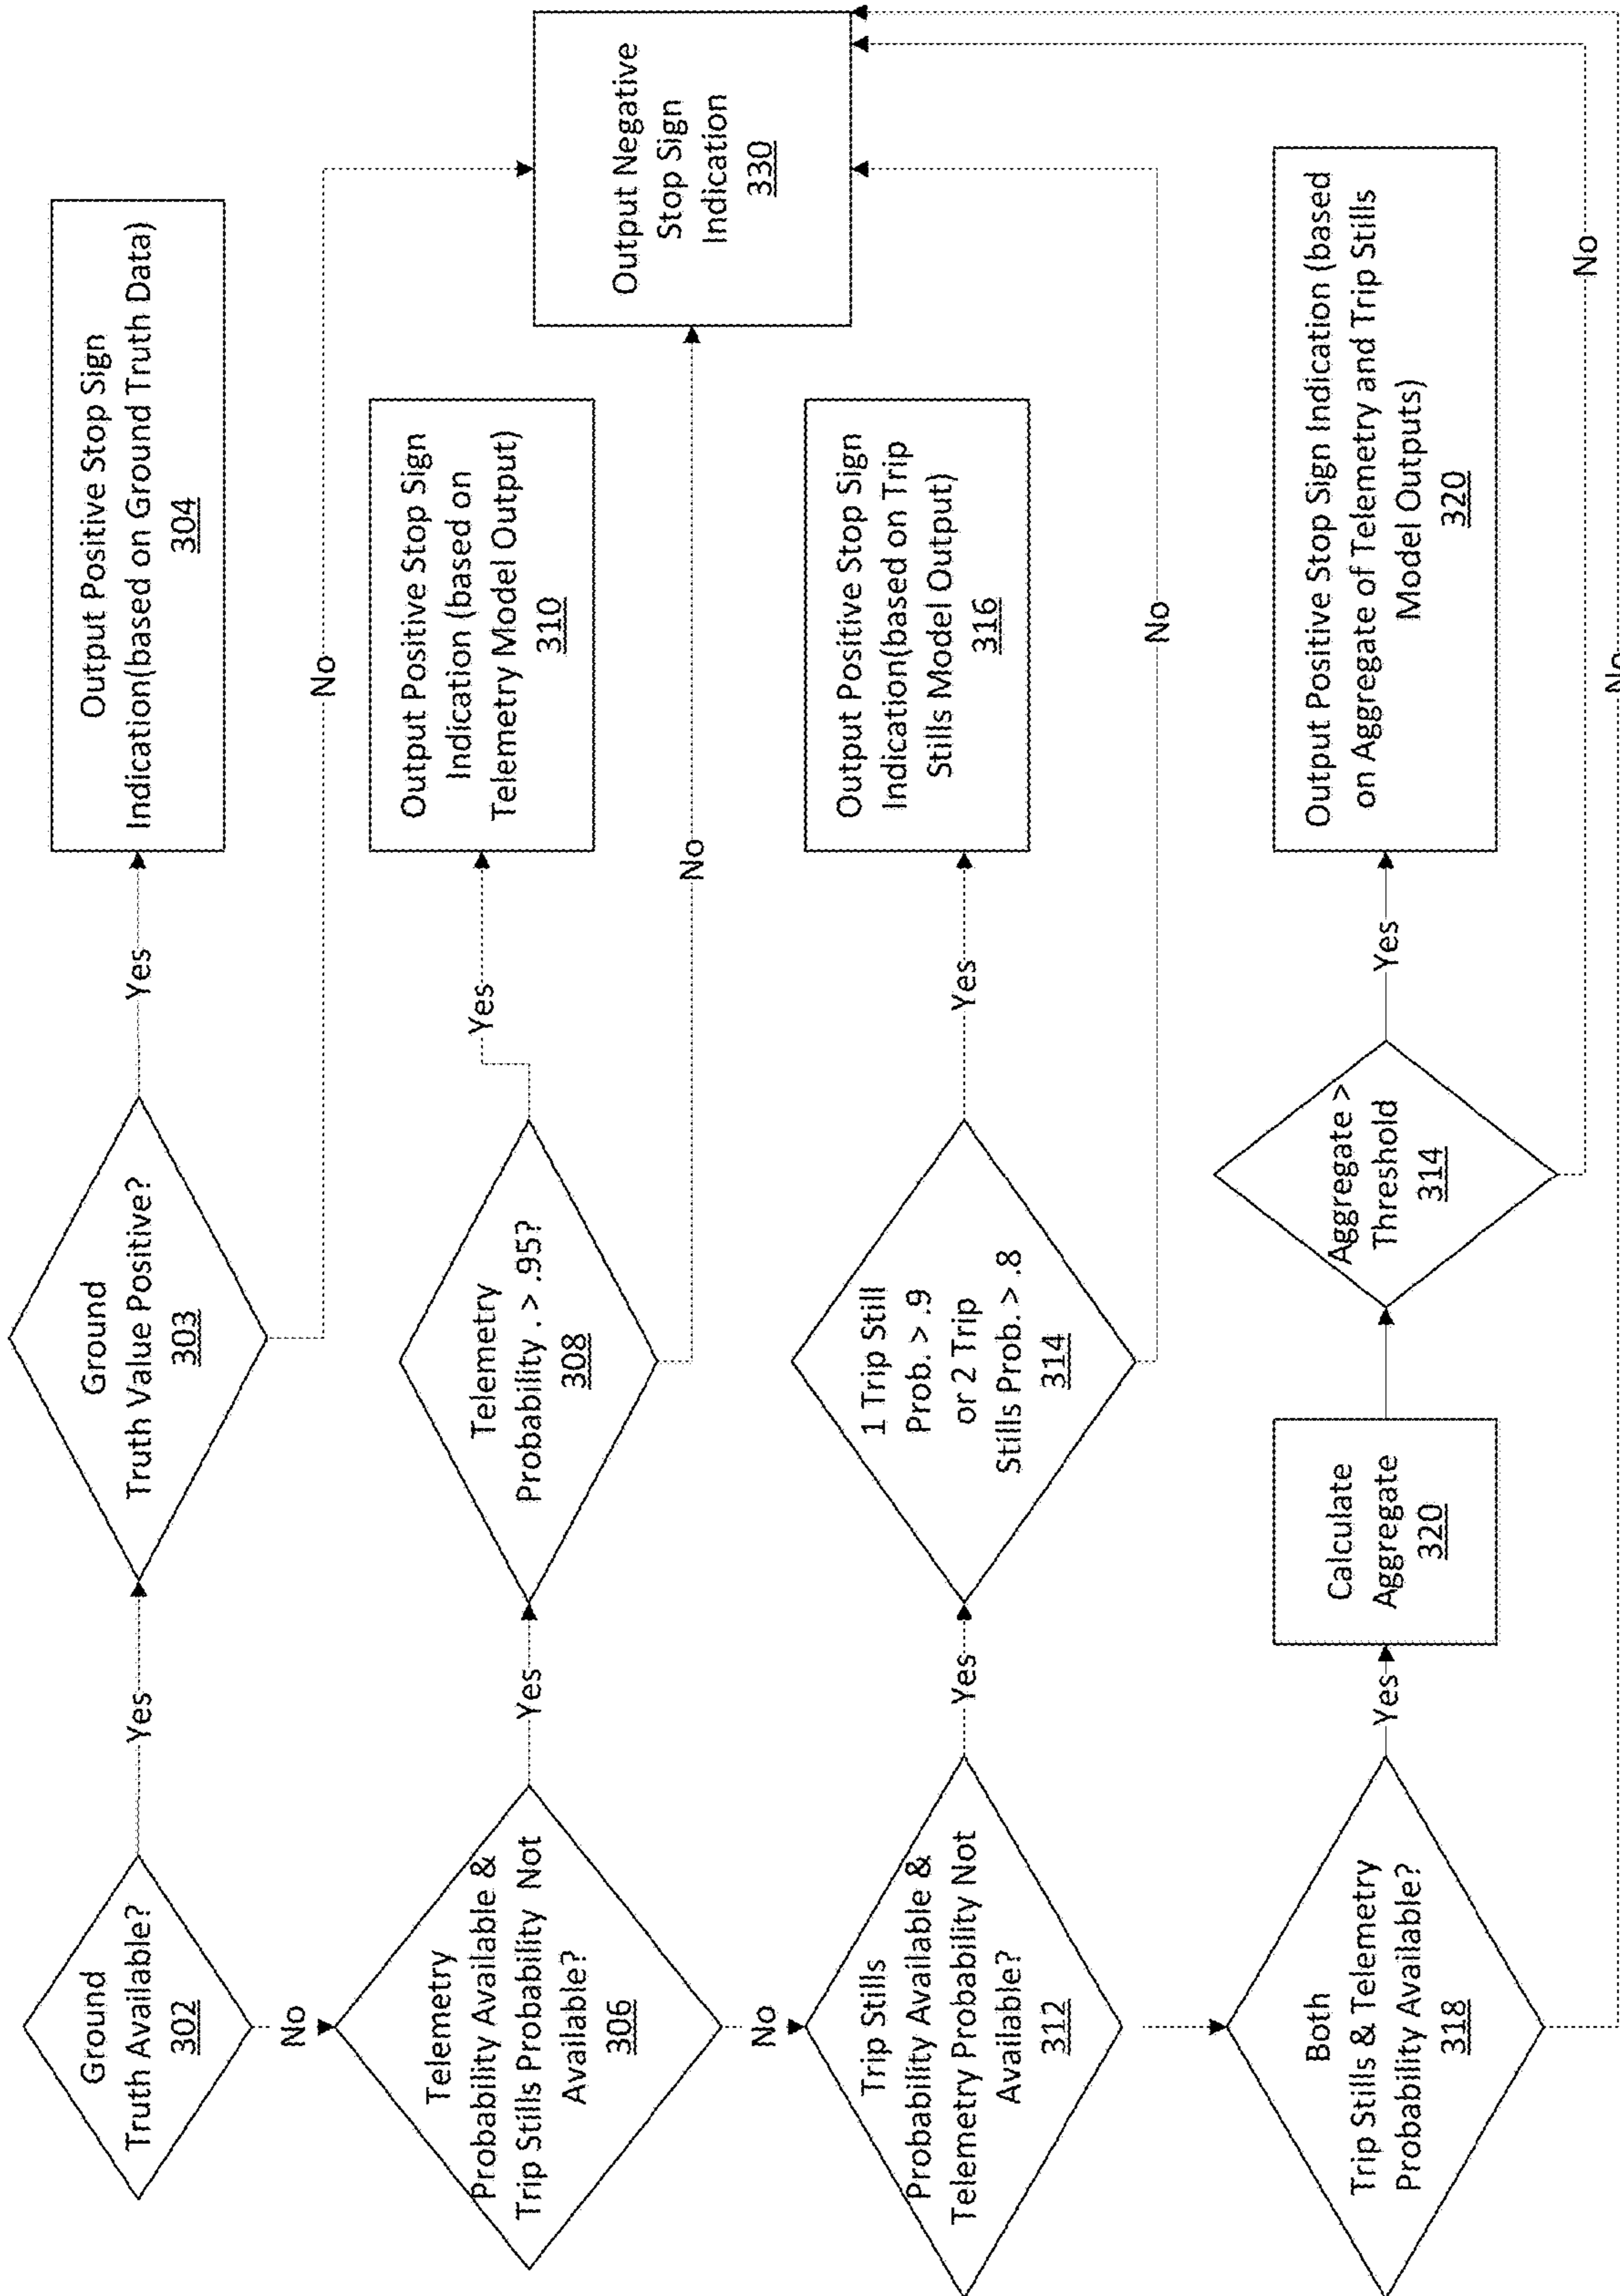 Ground
Truth Available?
302
Yes
Ground
Truth Value Positive?
303
Yes
Output Positive Stop Sign
Indication(based on Ground Truth Data)
304
No
No
Telemetry
Probability Available &
Trip Stills Probability Not
Available?
306
Yes
Telemetry
Probability . > .95?
308
Yes
Output Positive Stop Sign
Indication (based on
Telemetry Model Output)
310
No
Output Negative
Stop Sign
Indication
330
No
Trip Stills
Probability Available &
Telemetry Probability Not
Available?
312
Yes
1 Trip Still
Prob. > .9
or 2 Trip
Stills Prob. > .8
314
Yes
Output Positive Stop Sign
Indication(based on Trip
Stills Model Output)
316
No
Both
Trip Stills & Telemetry
Probability Available?
318
Yes
Calculate
Aggregate
320
Aggregate >
Threshold
314
Yes
Output Positive Stop Sign Indication (based
on Aggregate of Telemetry and Trip Stills
Model Outputs)
320
No
No